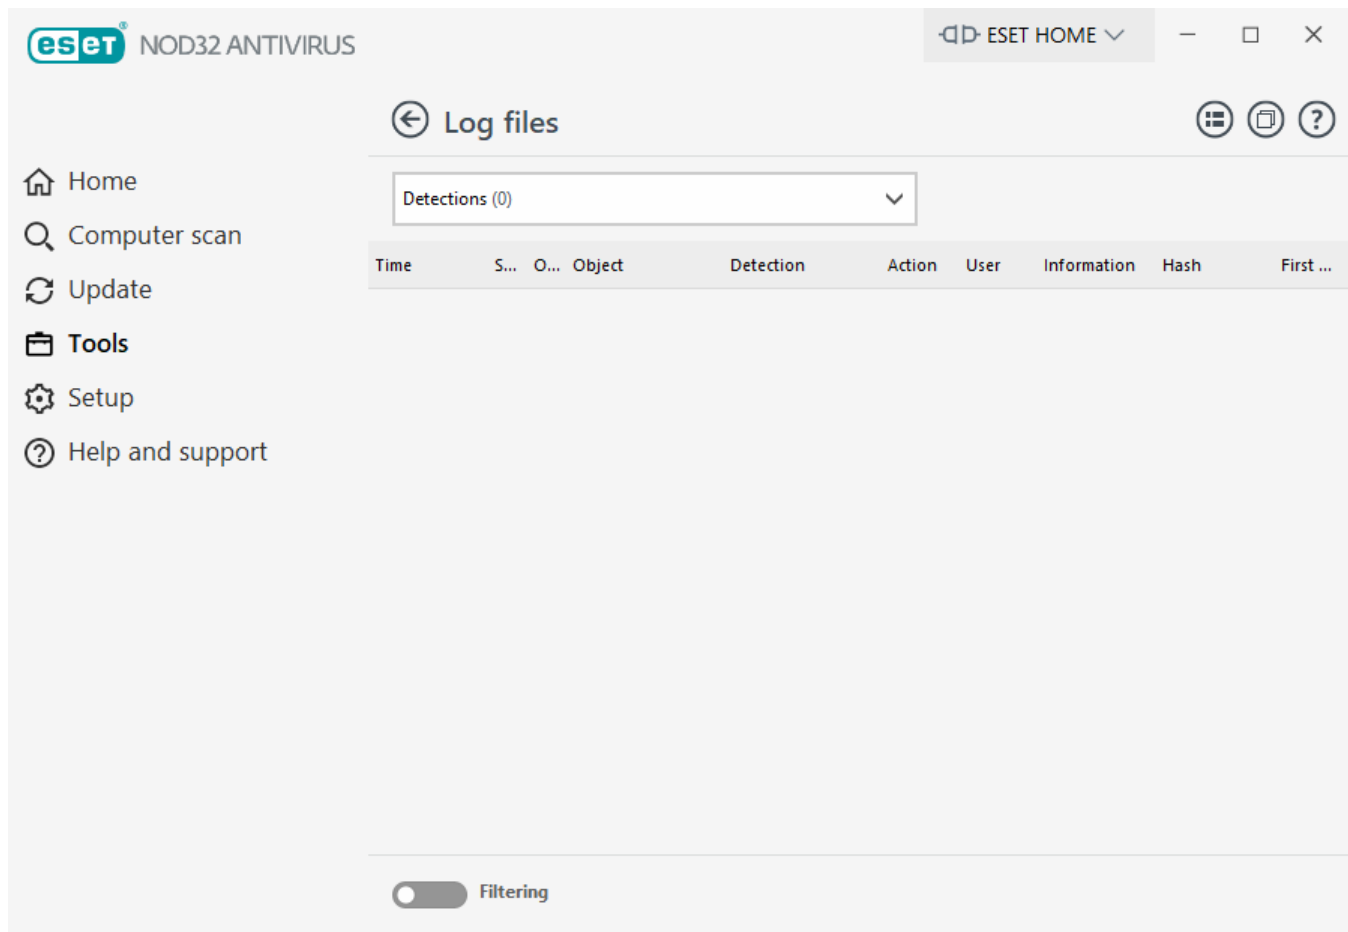 eset® NOD32 ANTIVIRUS
ESET HOME
Log files
?
Home
Computer scan
Update
Tools
Setup
Help and support
Detections (0)
Time S... O... Object Detection Action User Information Hash First ...
Filtering